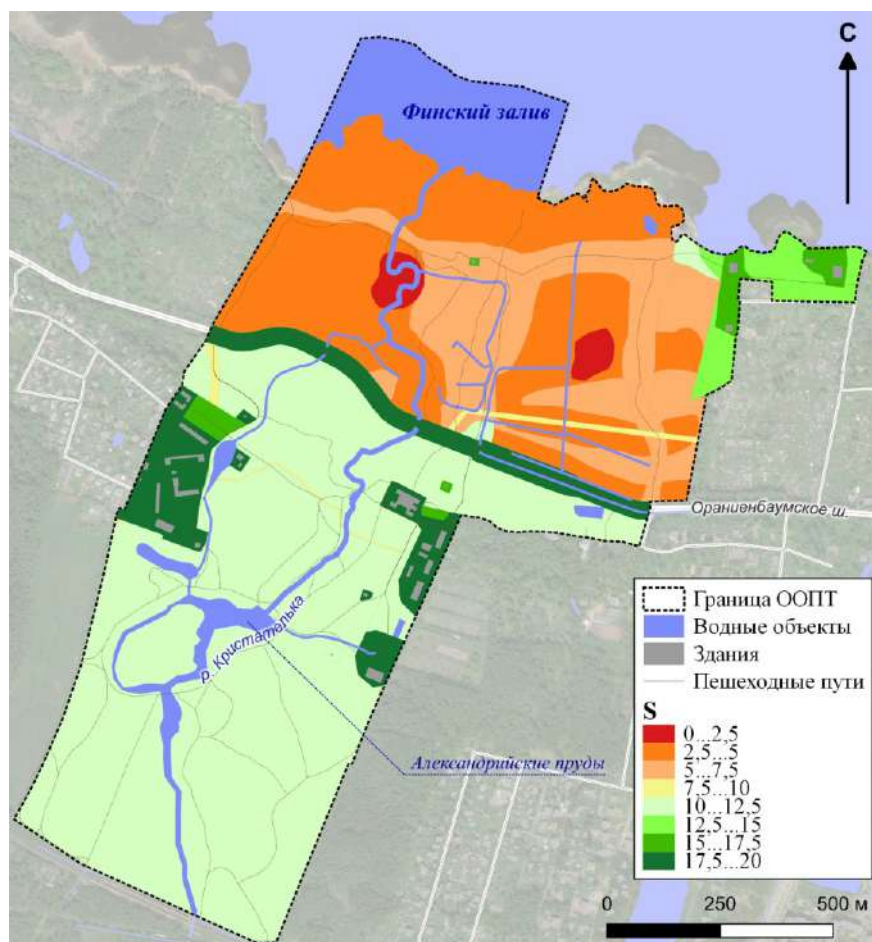 С
Финский залив
Ораниенбаумское ш.
р. Кристателька
Александрийские пруды
Граница ООПТ
Водные объекты
Здания
Пешеходные пути
S
0...2,5
2,5...5
5...7,5
7,5...10
10...12,5
12,5...15
15...17,5
17,5...20
0 250 500 м